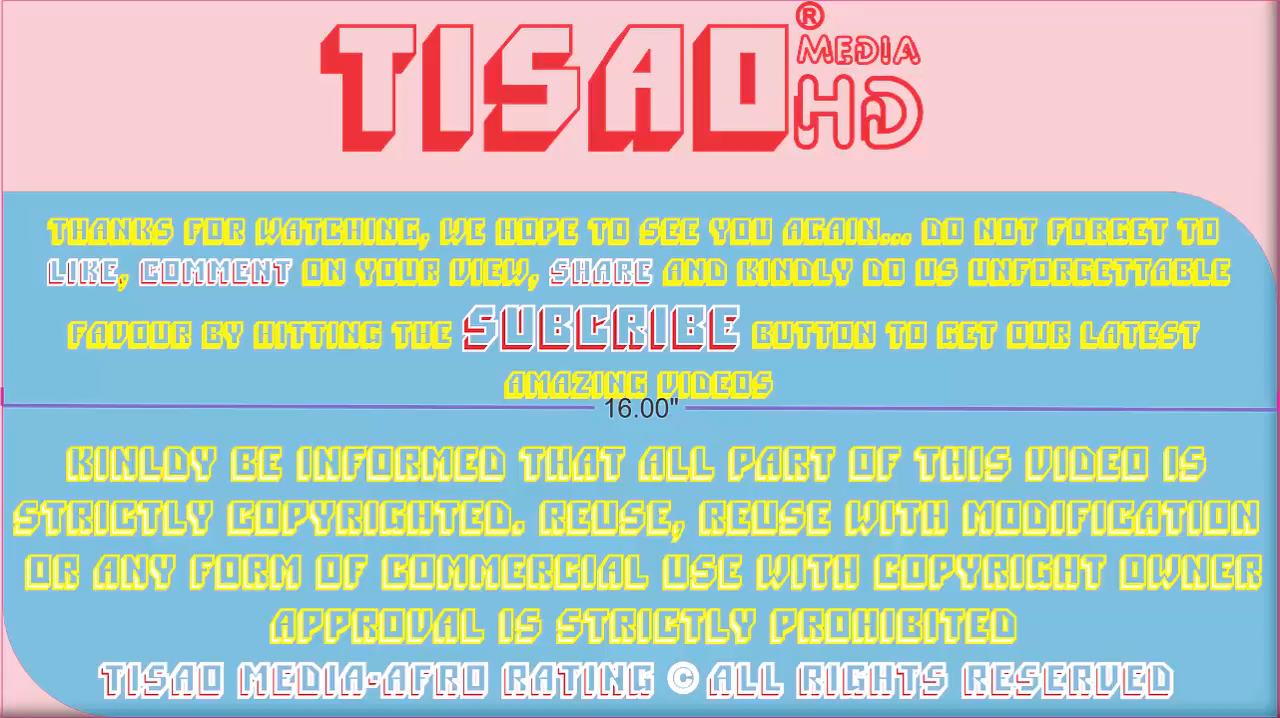 TISAO ® MEDIA HD
THANKS FOR WATCHING, WE HOPE TO SEE YOU AGAIN... DO NOT FORGET TO
LIKE, COMMENT ON YOUR VIEW, SHARE AND KINDLY DO US UNFORGETTABLE
FAVOUR BY HITTING THE SUBCRIBE BUTTON TO GET OUR LATEST
AMAZING VIDEOS
16.00"
KINLDY BE INFORMED THAT ALL PART OF THIS VIDEO IS
STRICTLY COPYRIGHTED. REUSE, REUSE WITH MODIFICATION
OR ANY FORM OF COMMERCIAL USE WITH COPYRIGHT OWNER
APPROVAL IS STRICTLY PROHIBITED
TISAO MEDIA-AFRO RATING © ALL RIGHTS RESERVED